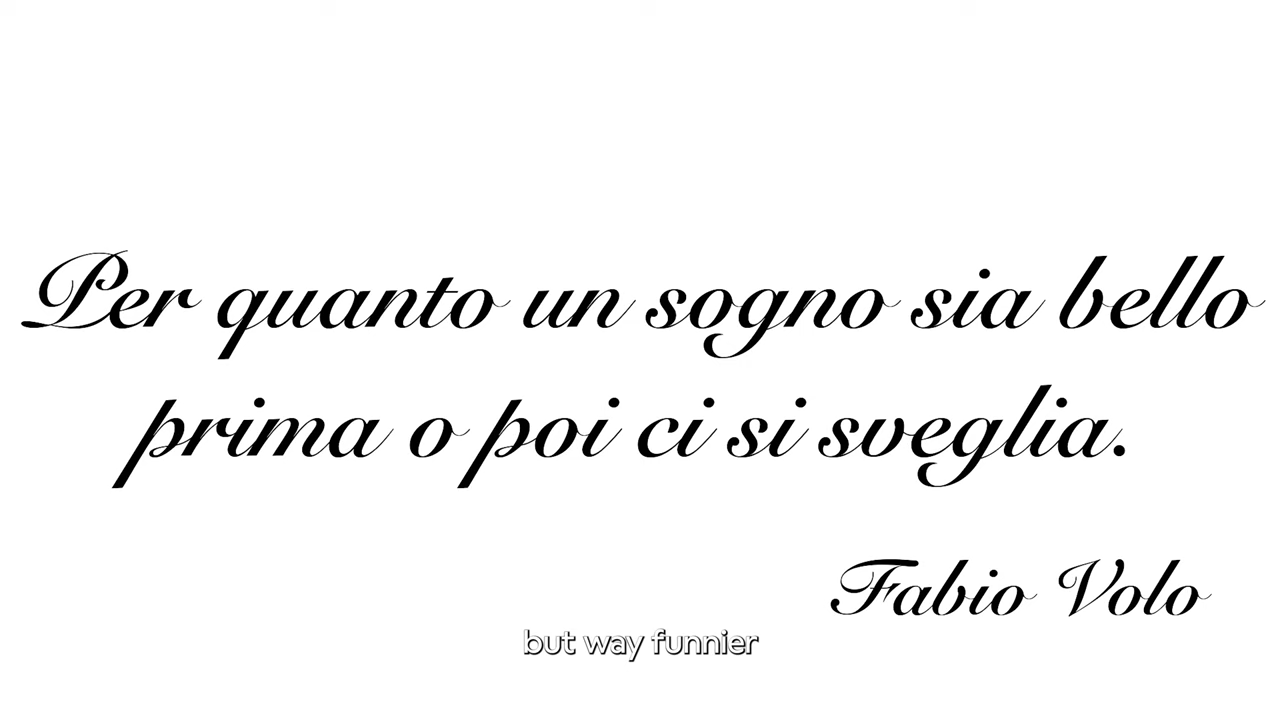 Per quanto un sogno sia bello
prima o poi ci si sveglia.
Fabio Volo
but way funnier